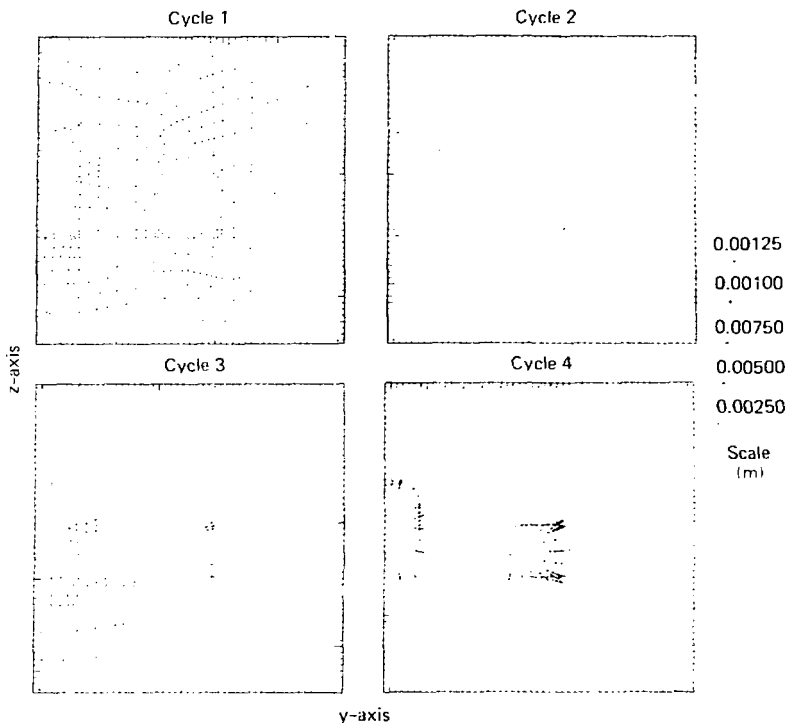 Cycle 1
Cycle 2
Cycle 3
Cycle 4
z-axis
y-axis
0.00125
0.00100
0.00750
0.00500
0.00250
Scale
(m)